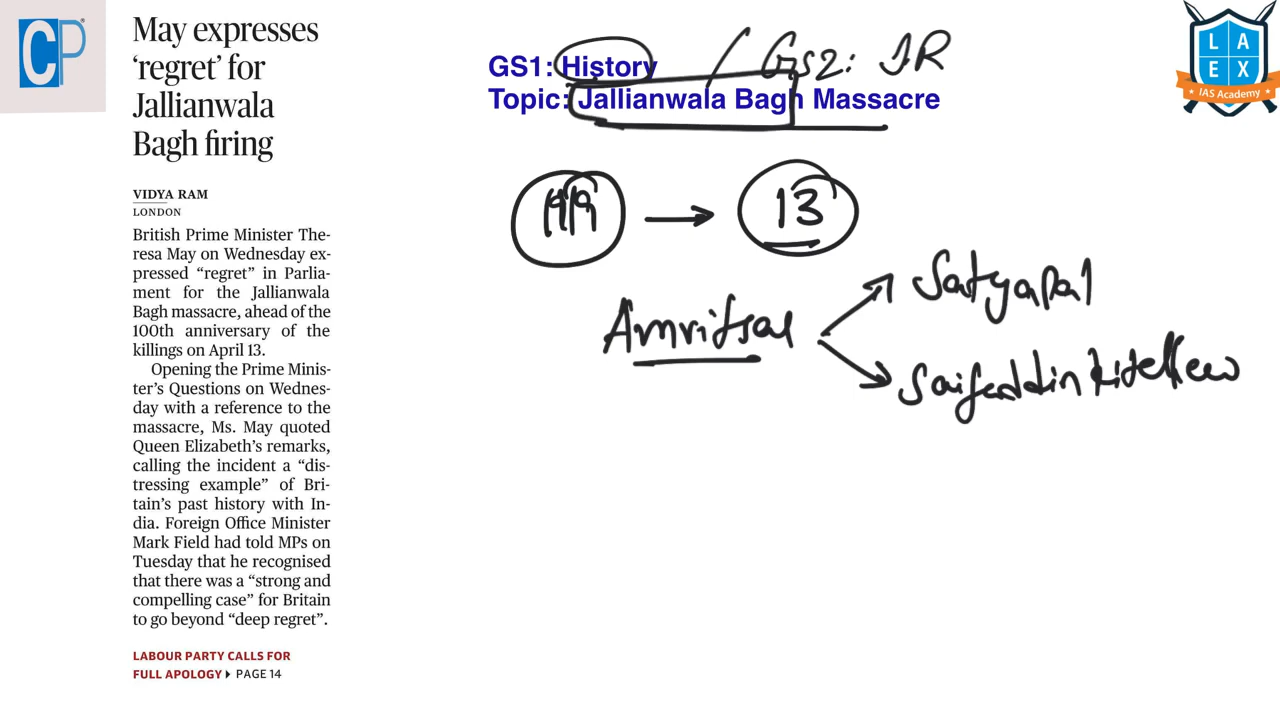 CP
May expresses
‘regret’ for
Jallianwala
Bagh firing
VIDYA RAM
LONDON
British Prime Minister The-
resa May on Wednesday ex-
pressed “regret” in Parlia-
ment for the Jallianwala
Bagh massacre, ahead of the
100th anniversary of the
killings on April 13.
Opening the Prime Minis-
ter’s Questions on Wednes-
day with a reference to the
massacre, Ms. May quoted
Queen Elizabeth’s remarks,
calling the incident a “dis-
tressing example” of Bri-
tain’s past history with In-
dia. Foreign Office Minister
Mark Field had told MPs on
Tuesday that he recognised
that there was a “strong and
compelling case” for Britain
to go beyond “deep regret”.
LABOUR PARTY CALLS FOR
FULL APOLOGY PAGE 14
GS1: History / GS2: IR
Topic: Jallianwala Bagh Massacre
1919 → 13
Amritsar
Satyapal
Saifuddin Kitchlew
L A
E X
IAS Academy